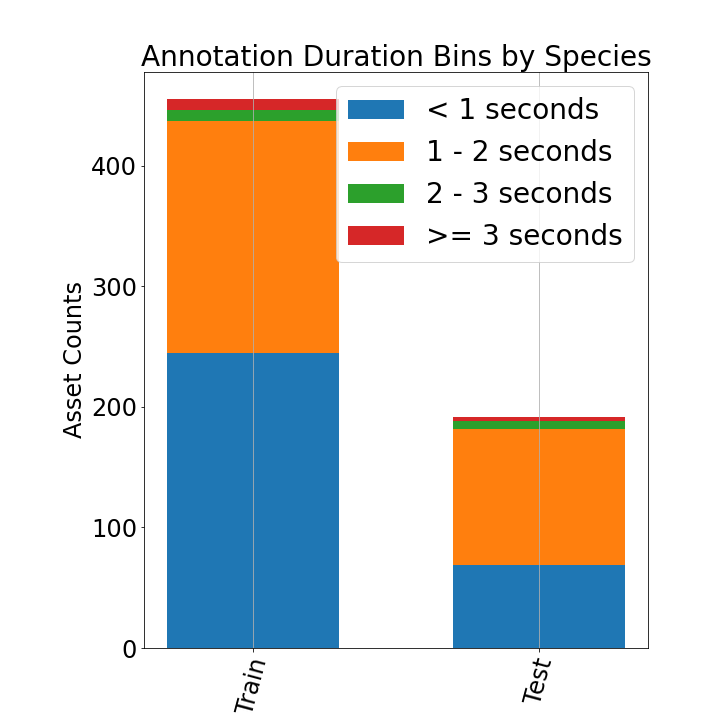 Annotation Duration Bins by Species
< 1 seconds
1 - 2 seconds
2 - 3 seconds
>= 3 seconds
Asset Counts
400
300
200
100
0
Train
Test